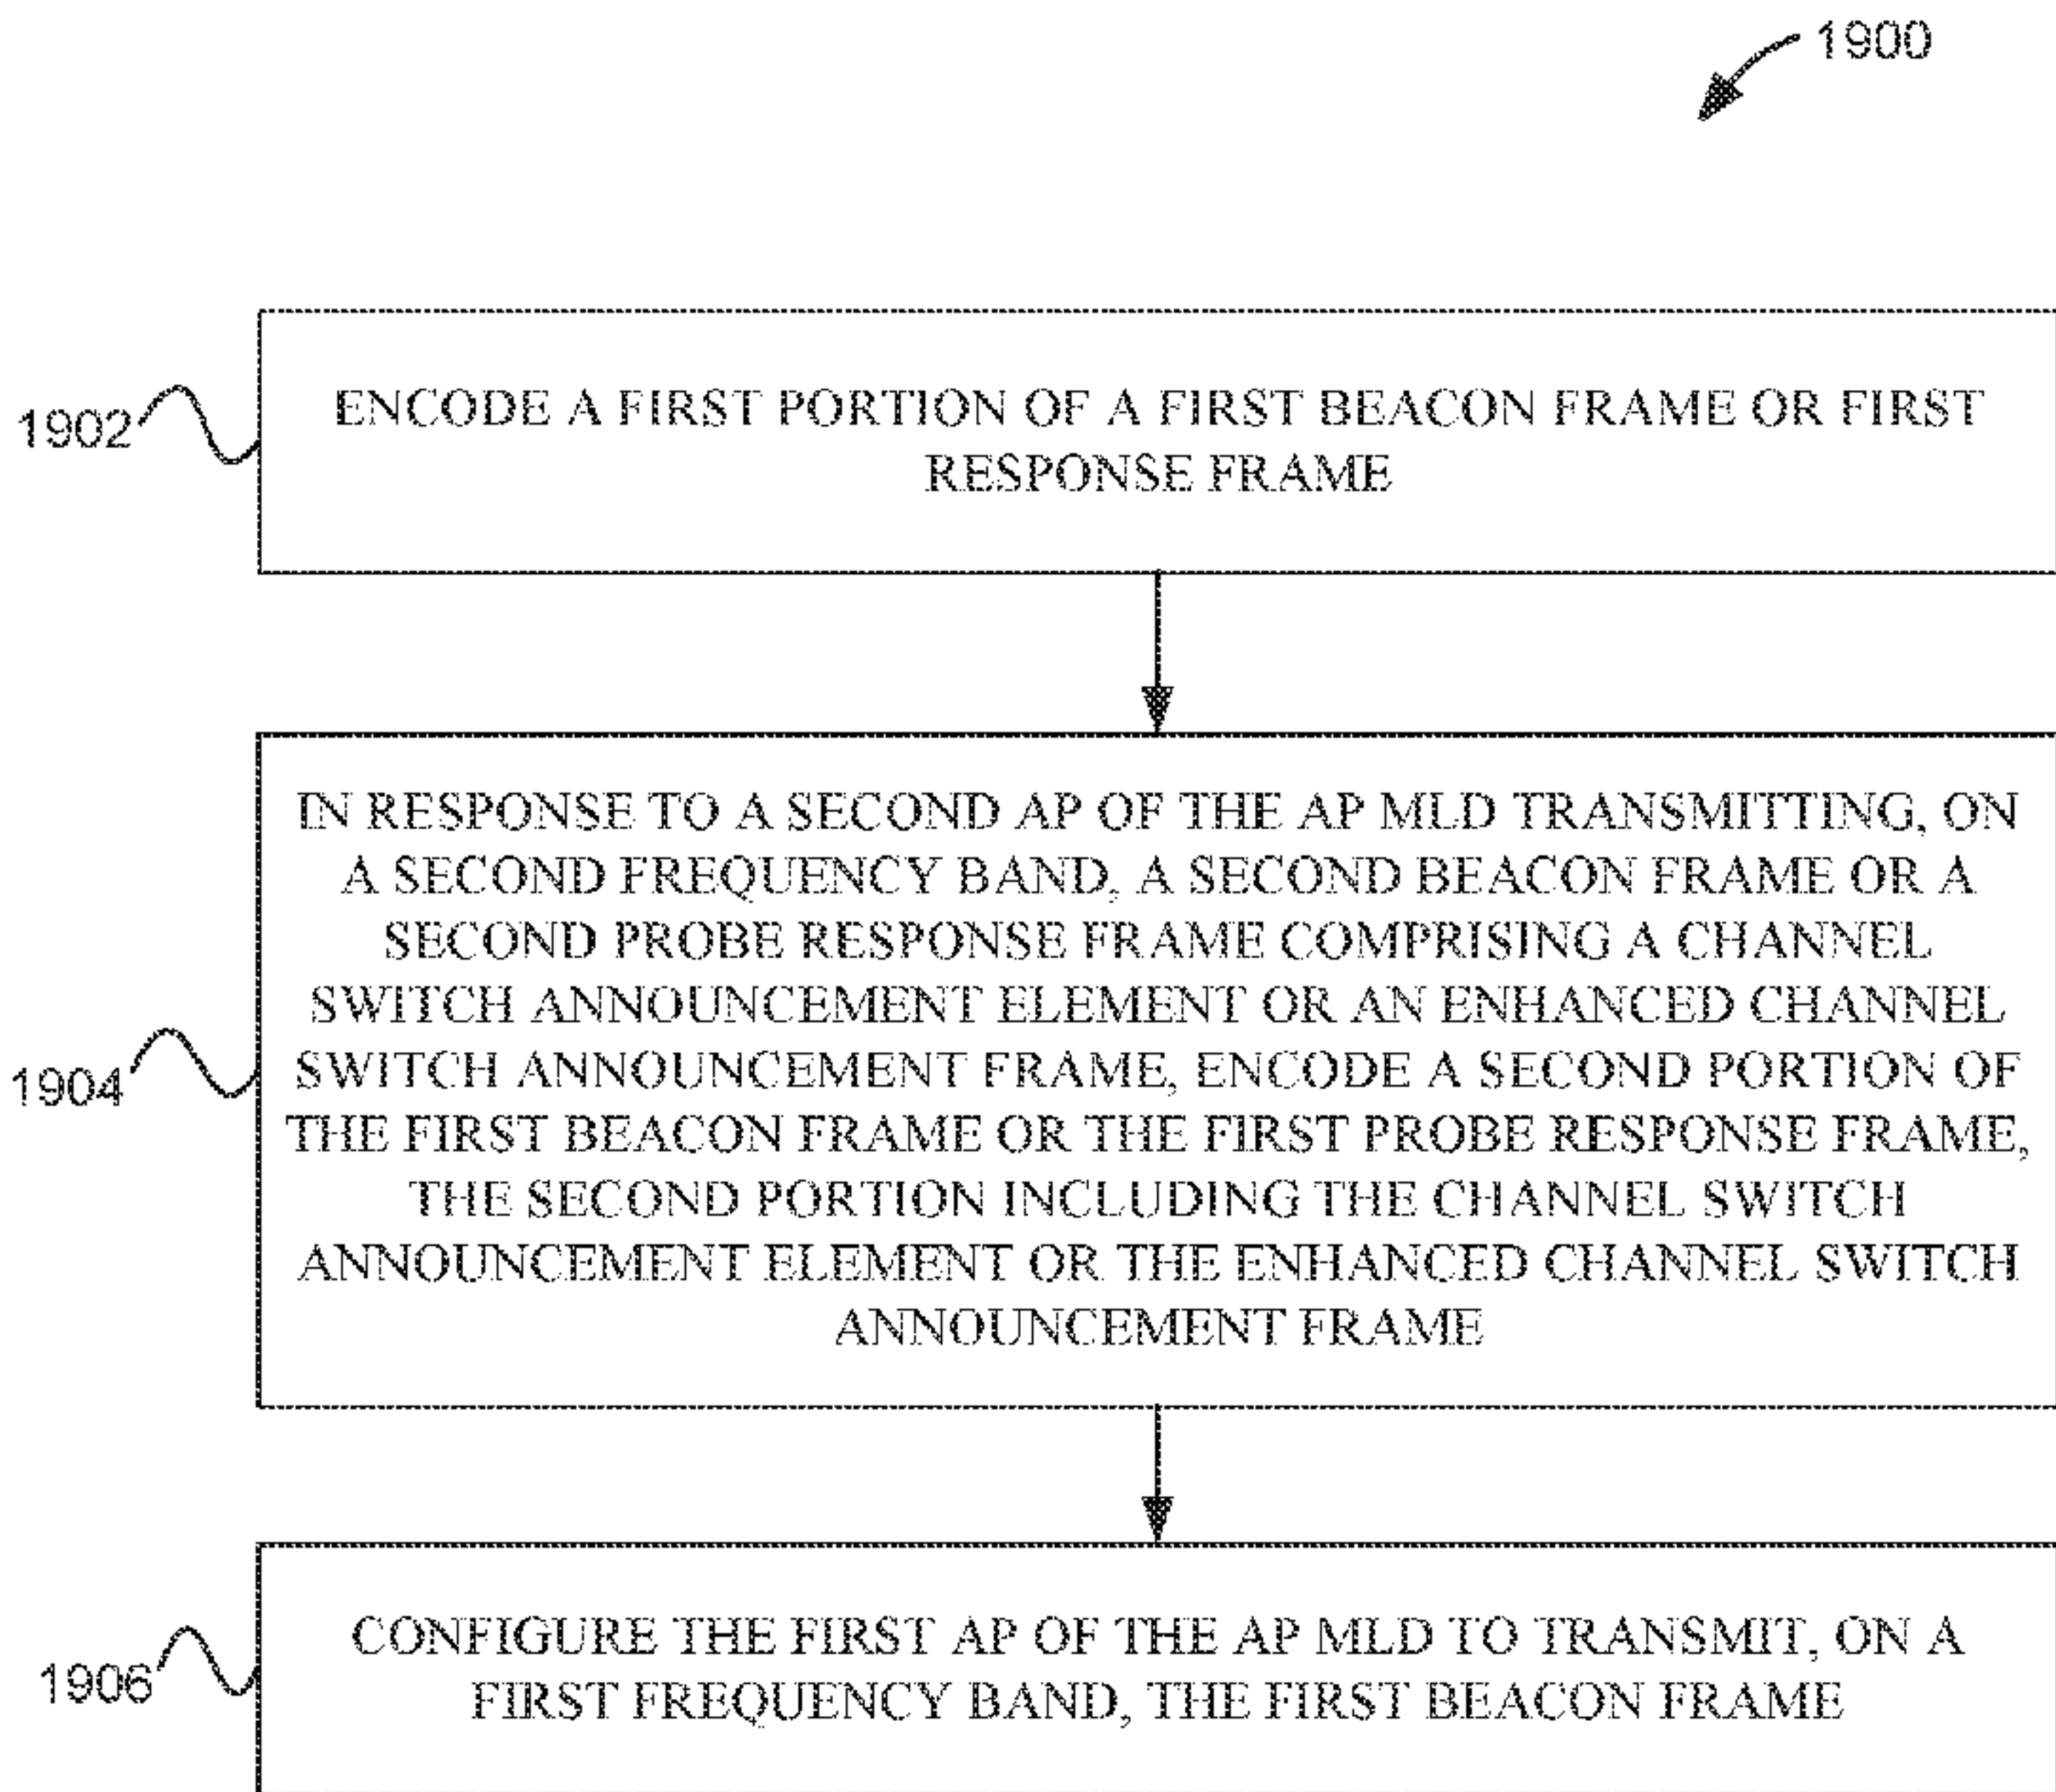 1900
1902
ENCODE A FIRST PORTION OF A FIRST BEACON FRAME OR FIRST
RESPONSE FRAME
1904
IN RESPONSE TO A SECOND AP OF THE AP MLD TRANSMITTING, ON
A SECOND FREQUENCY BAND, A SECOND BEACON FRAME OR A
SECOND PROBE RESPONSE FRAME COMPRISING A CHANNEL
SWITCH ANNOUNCEMENT ELEMENT OR AN ENHANCED CHANNEL
SWITCH ANNOUNCEMENT FRAME, ENCODE A SECOND PORTION OF
THE FIRST BEACON FRAME OR THE FIRST PROBE RESPONSE FRAME,
THE SECOND PORTION INCLUDING THE CHANNEL SWITCH
ANNOUNCEMENT ELEMENT OR THE ENHANCED CHANNEL SWITCH
ANNOUNCEMENT FRAME
1906
CONFIGURE THE FIRST AP OF THE AP MLD TO TRANSMIT, ON A
FIRST FREQUENCY BAND, THE FIRST BEACON FRAME